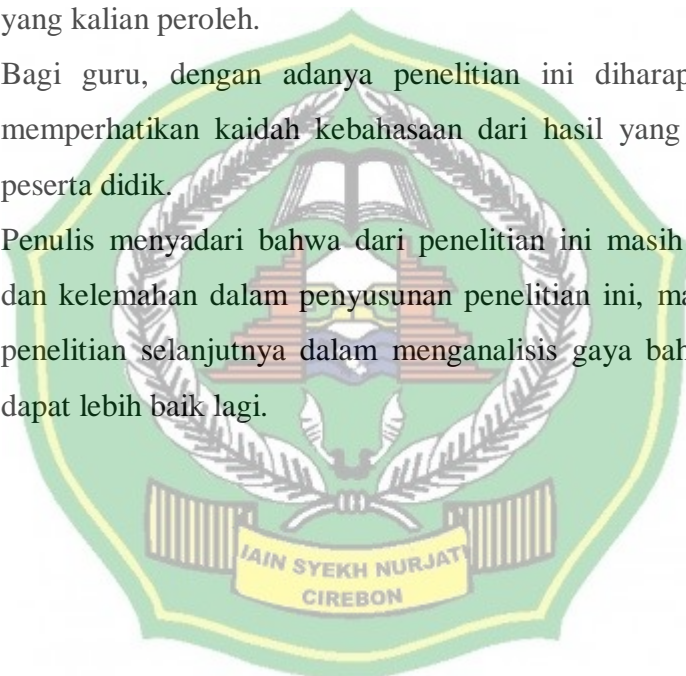 yang kalian peroleh.
Bagi guru, dengan adanya penelitian ini diharap
memperhatikan kaidah kebahasaan dari hasil yang
peserta didik.
Penulis menyadari bahwa dari penelitian ini masih
dan kelemahan dalam penyusunan penelitian ini, ma
penelitian selanjutnya dalam menganalisis gaya bah
dapat lebih baik lagi.
IAIN SYEKH NURJATI
CIREBON